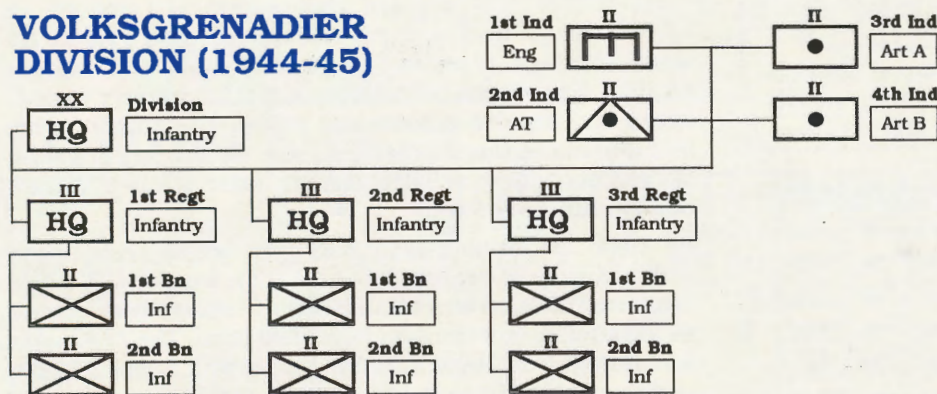 VOLKSGRENADIER
DIVISION (1944-45)
1st Ind II II 3rd Ind
Eng Art A
2nd Ind II II 4th Ind
AT Art B
XX Division
HQ Infantry
III 1st Regt III 2nd Regt III 3rd Regt
HQ Infantry HQ Infantry HQ Infantry
II 1st Bn II 1st Bn II 1st Bn
Inf Inf Inf
II 2nd Bn II 2nd Bn II 2nd Bn
Inf Inf Inf